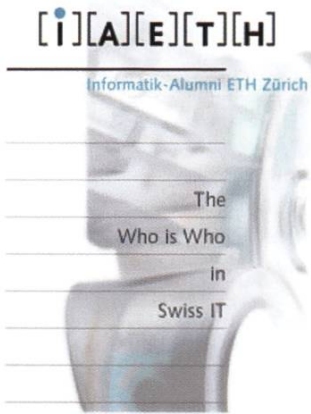 [i][A][E][T][H]
Informatik-Alumni ETH Zürich
The
Who is Who
in
Swiss IT